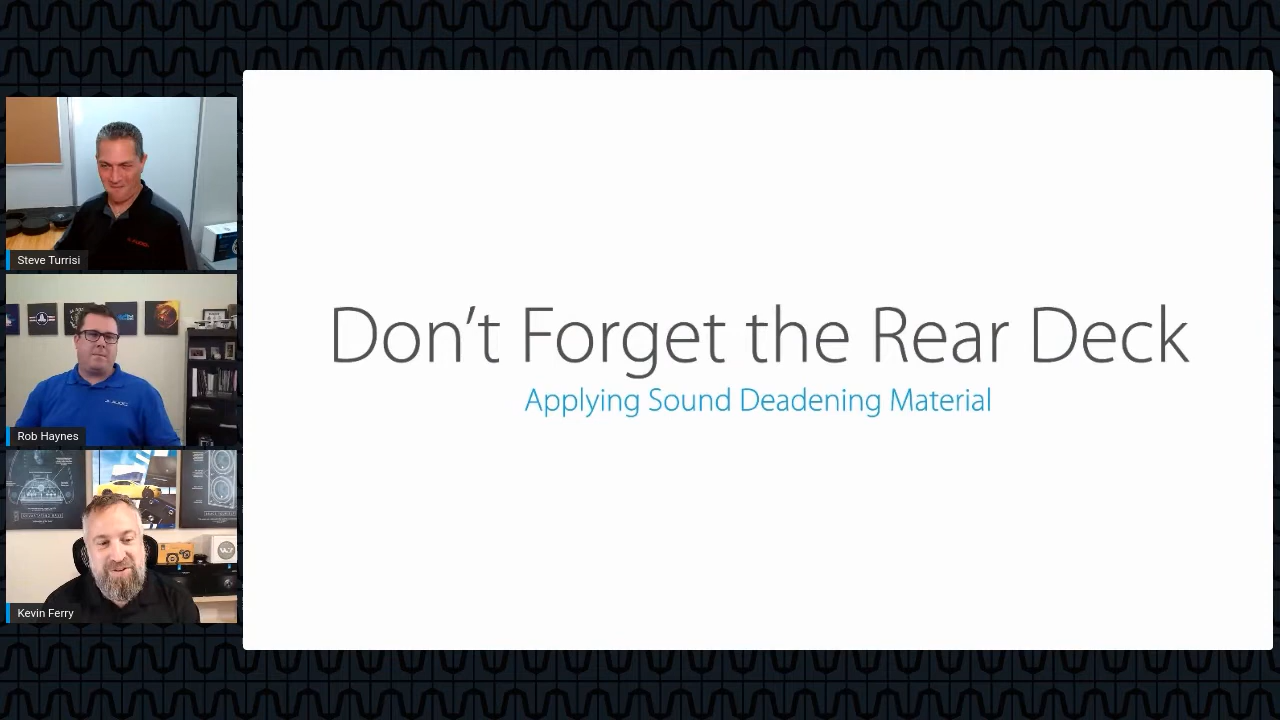 Steve Turrisi
Rob Haynes
Kevin Ferry
Don't Forget the Rear Deck
Applying Sound Deadening Material